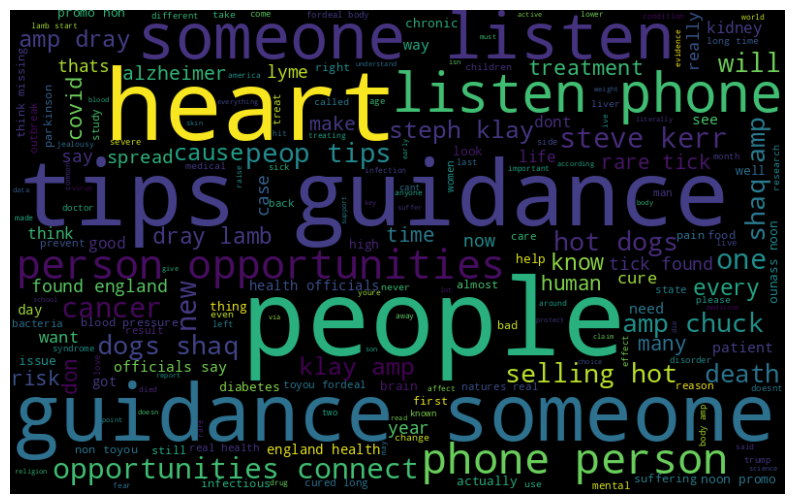 promo non
different
take
come
fordeal body
someone listen
active
lower
condition
lamb start
amp dray
chronic
way
kidney
really
evidence
must
world
long time
will
thats
alzheimer
lyme
right
children
isn
america
understand
treatment
heart
listen phone
think missing
outbreak
parkinson
covid
study
blood
everything
make
treat
called
age
liver
weight
literally
see
skin
hit
treating
early
steph klay
dont
steve kerr
jealousy
severe
say
spread
cause
peop tips
look
life
side
according
month
rare tick
shaq amp
tips guidance
medical
sick
infection
cant
anyone
women
last
important
man
well
research
data
made
doctor
case
back
raise
support
key
suffer
body
think
prevent
good
dray lamb
time
now
high
care
hot dogs
pain
food
live
one
ounass noon
person opportunities
give
help
know
tick found
found england
health officials
never
almost
human
cure
state
please
every
cancer
new
school
youre
via
away
around
protect
people
lot
son
bad
claim
day
want
thing
even
left
bacteria
blood pressure
result
effect
need
amp chuck
many
patient
issue
syndrome
love
dogs shaq
klay amp
choice
disorder
doesnt
risk
don
got
died
report
officials say
diabetes
affect
brain
natures real
selling hot
reason
death
guidance someone
point
doesn
two
read
known
first
year
change
rare
may
body amp
said
trump
science
non toyou
still
real health
england health
religion
fear
opportunities connect
infectious
drug
cured long
actually
use
phone person
mental
suffering
noon promo
toyou fordeal